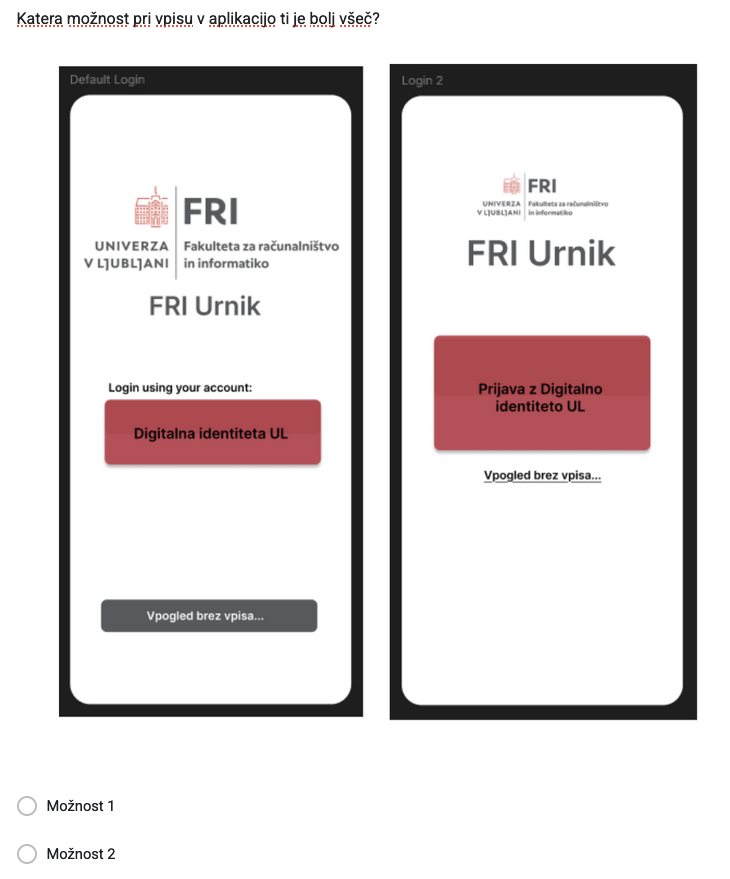 Katera možnost pri vpisu v aplikacijo ti je bolj všeč?
Default Login
FRI
UNIVERZA
V LJUBLJANI
Fakulteta za računalništvo
in informatiko
FRI Urnik
Login using your account:
Digitalna identiteta UL
Vpogled brez vpisa...
Login 2
FRI
UNIVERZA
V LJUBLJANI
Fakulteta za računalništvo
in informatiko
FRI Urnik
Prijava z Digitalno
identiteto UL
Vpogled brez vpisa...
Možnost 1
Možnost 2